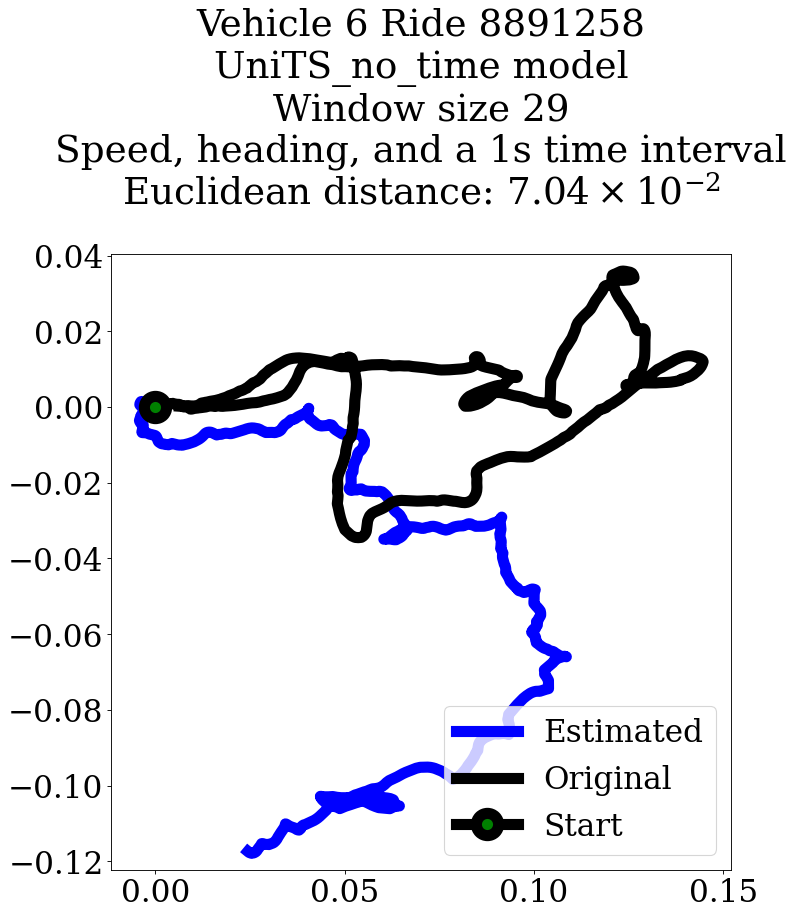 Vehicle 6 Ride 8891258
UniTS_no_time model
Window size 29
Speed, heading, and a 1s time interval
Euclidean distance: 7.04 × 10⁻²
0.04
0.02
0.00
−0.02
−0.04
−0.06
−0.08
−0.10
−0.12
Estimated
Original
Start
0.00 0.05 0.10 0.15